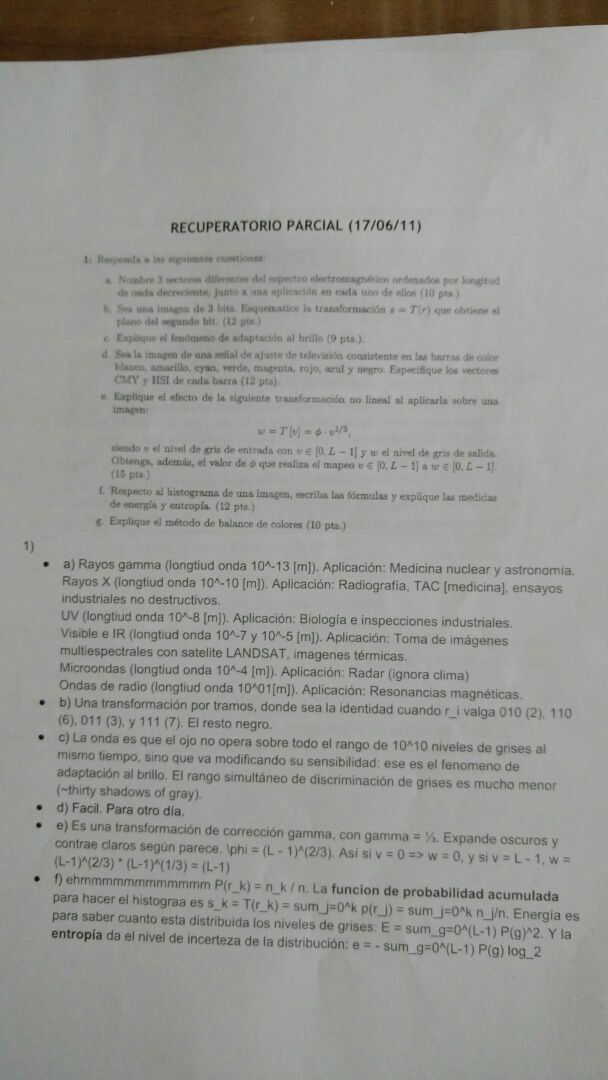 RECUPERATORIO PARCIAL (17/06/11)
1: Responda a las siguientes cuestiones:
a. Nombre 3 sectores diferentes del espectro electromagnético ordenados por longitud
de onda decreciente, junto a una aplicación en cada uno de ellos (10 pts.).
b. Sea una imagen de 3 bits. Esquematice la transformación s = T(r) que obtiene el
plano del segundo bit. (12 pts.)
c. Explique el fenómeno de adaptación al brillo (9 pts.).
d. Sea la imagen de una señal de ajuste de televisión consistente en las barras de color
blanco, amarillo, cyan, verde, magenta, rojo, azul y negro. Especifique los vectores
CMY y HSI de cada barra (12 pts).
e. Explique el efecto de la siguiente transformación no lineal al aplicarla sobre una
imagen:
w = T [v] = ϕ · v^1/3,
siendo v el nivel de gris de entrada con v ∈ [0, L − 1] y w el nivel de gris de salida.
Obtenga, además, el valor de ϕ que realiza el mapeo v ∈ [0, L − 1] a w ∈ [0, L − 1].
(15 pts.)
f. Respecto al histograma de una imagen, escriba las fórmulas y explique las medidas
de energía y entropía. (12 pts.)
g. Explique el método de balance de colores (10 pts.)
1)
• a) Rayos gamma (longtiud onda 10^-13 [m]). Aplicación: Medicina nuclear y astronomía.
Rayos X (longtiud onda 10^-10 [m]). Aplicación: Radiografía, TAC [medicina], ensayos
industriales no destructivos.
UV (longtiud onda 10^-8 [m]). Aplicación: Biología e inspecciones industriales.
Visible e IR (longtiud onda 10^-7 y 10^-5 [m]). Aplicación: Toma de imágenes
multiespectrales con satelite LANDSAT, imagenes térmicas.
Microondas (longtiud onda 10^-4 [m]). Aplicación: Radar (ignora clima)
Ondas de radio (longtiud onda 10^01[m]). Aplicación: Resonancias magnéticas.
• b) Una transformación por tramos, donde sea la identidad cuando r_i valga 010 (2), 110
(6), 011 (3), y 111 (7). El resto negro.
• c) La onda es que el ojo no opera sobre todo el rango de 10^10 niveles de grises al
mismo tiempo, sino que va modificando su sensibilidad: ese es el fenomeno de
adaptación al brillo. El rango simultáneo de discriminación de grises es mucho menor
(~thirty shadows of gray).
• d) Facil. Para otro día.
• e) Es una transformación de corrección gamma, con gamma = ⅓. Expande oscuros y
contrae claros según parece. \phi = (L - 1)^(2/3). Así si v = 0 => w = 0, y si v = L - 1, w =
(L-1)^(2/3) * (L-1)^(1/3) = (L-1)
• f) ehmmmmmmmmmmmm P(r_k) = n_k / n. La funcion de probabilidad acumulada
para hacer el histograa es s_k = T(r_k) = sum_j=0^k p(r_j) = sum_j=0^k n_j/n. Energía es
para saber cuanto esta distribuida los niveles de grises: E = sum_g=0^(L-1) P(g)^2. Y la
entropía da el nivel de incerteza de la distribución: e = - sum_g=0^(L-1) P(g) log_2